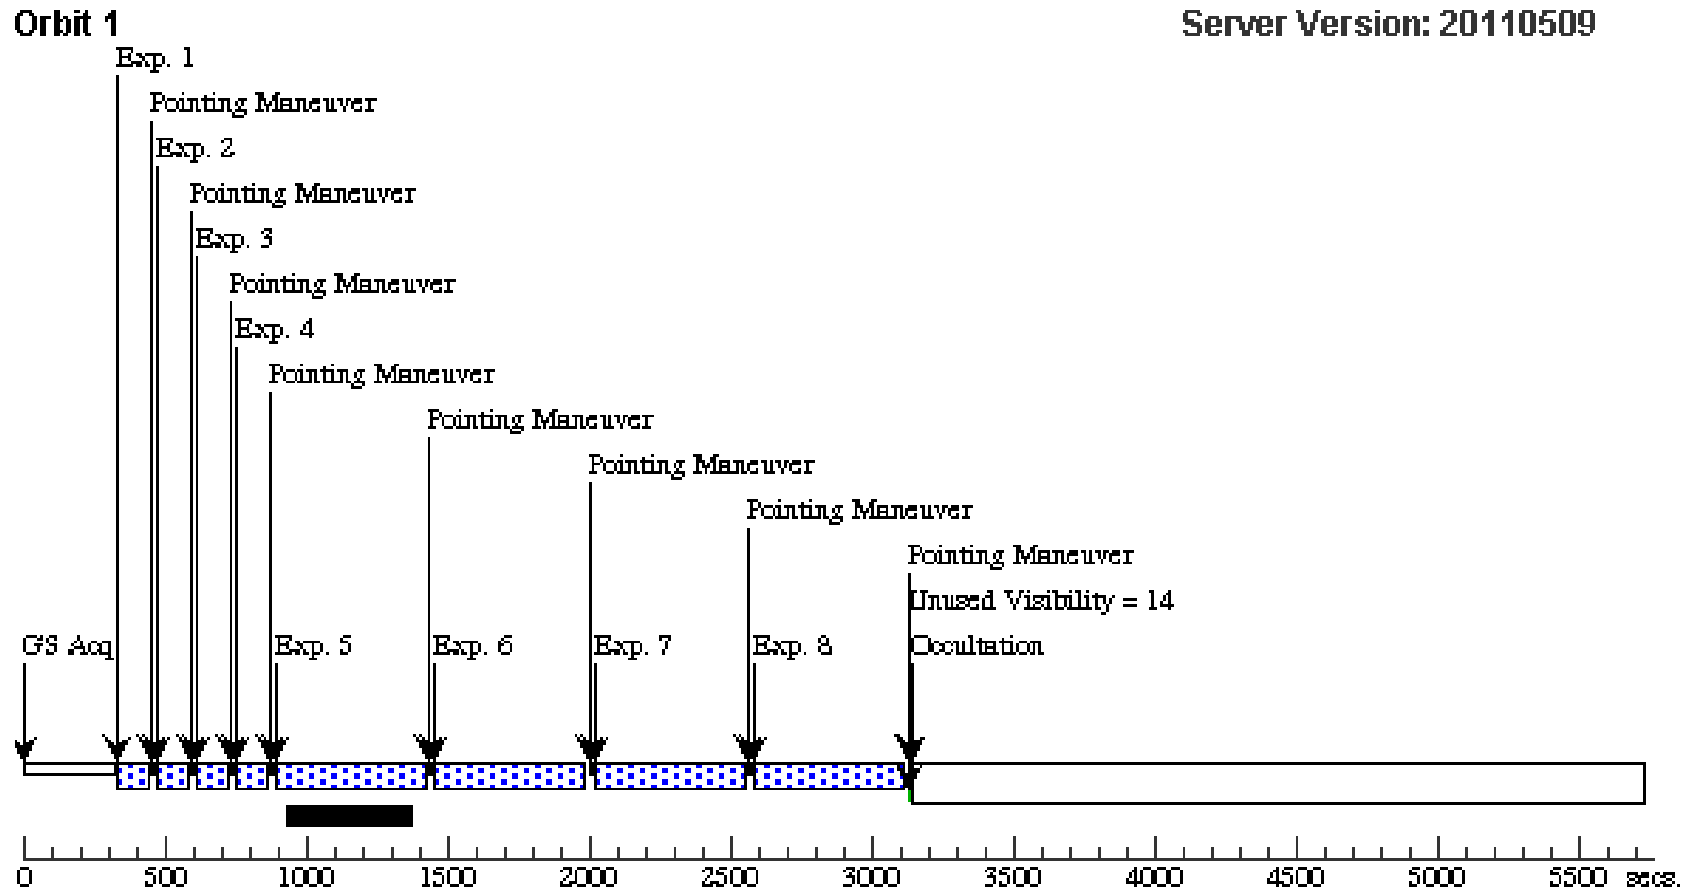 Orbit 1
Server Version: 20110509
Exp. 1
Pointing Maneuver
Exp. 2
Pointing Maneuver
Exp. 3
Pointing Maneuver
Exp. 4
Pointing Maneuver
Pointing Maneuver
Pointing Maneuver
Pointing Maneuver
Pointing Maneuver
Unused Visibility = 14
GS Acq Exp. 5 Exp. 6 Exp. 7 Exp. 8 Occultation
0 500 1000 1500 2000 2500 3000 3500 4000 4500 5000 5500 secs.